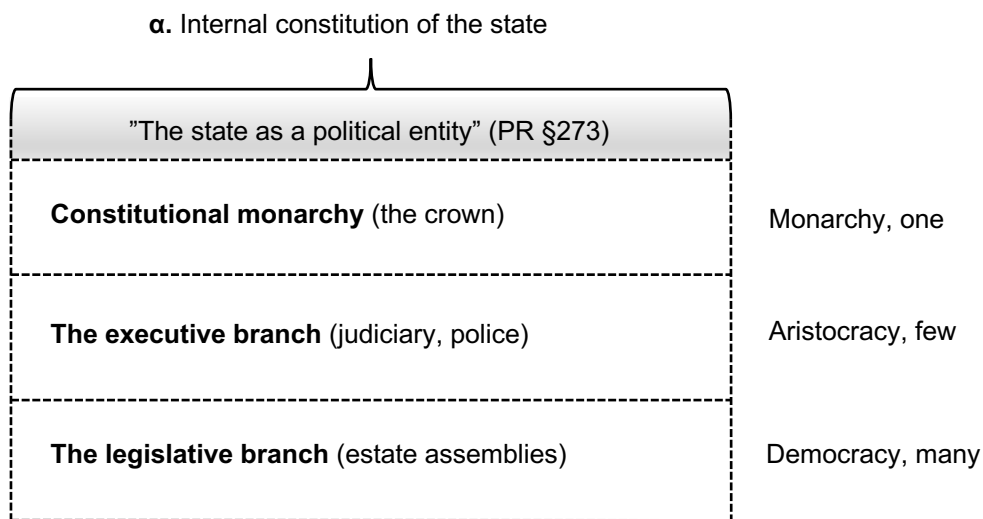 α. Internal constitution of the state
”The state as a political entity” (PR §273)
Constitutional monarchy (the crown)
Monarchy, one
The executive branch (judiciary, police)
Aristocracy, few
The legislative branch (estate assemblies)
Democracy, many